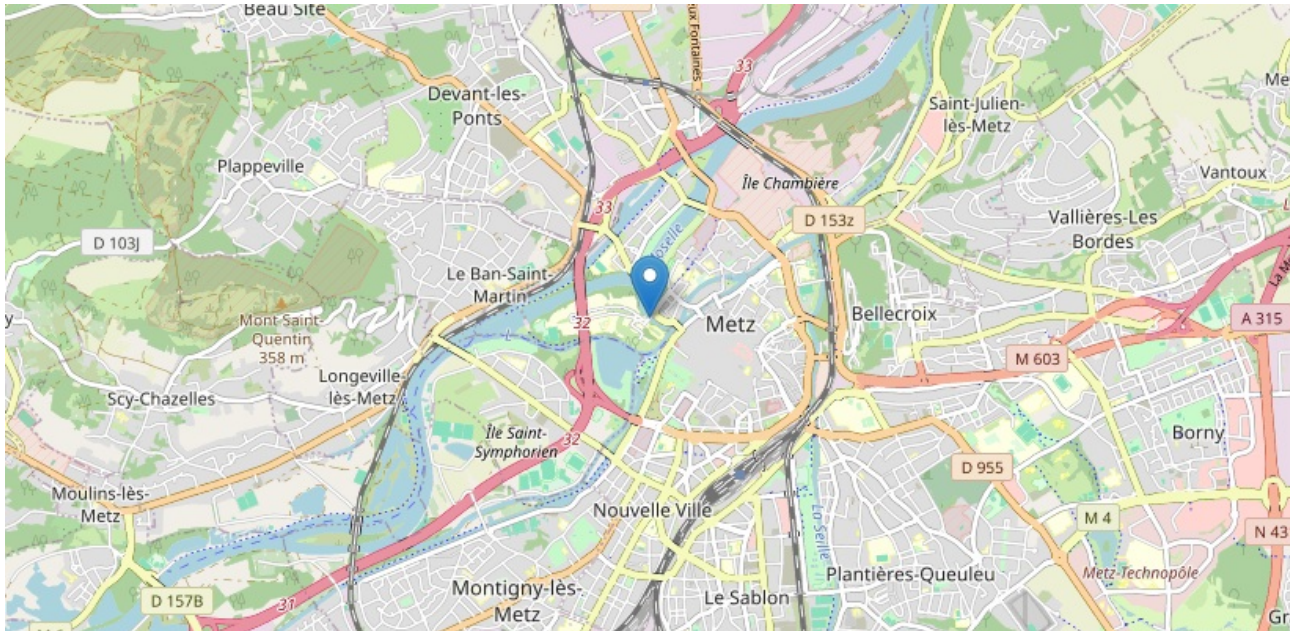 Beau Site
33
Devant-les-
Ponts
Saint-Julien-
lès-Metz
Plappeville
Île Chambière
Vantoux
33
D 153z
Vallières-Les
Bordes
D 103J
Le Ban-Saint-
Martin
Mont Saint-
Quentin
358 m
32
Metz
Bellecroix
A 315
M 603
Longeville-
lès-Metz
Scy-Chazelles
Île Saint-
Symphorien
32
Borny
D 955
Moulins-lès-
Metz
Nouvelle Ville
La Seille
M 4
N 43
Plantières-Queuleu
Metz-Technopôle
Montigny-lès-
Metz
Le Sablon
D 157B
31